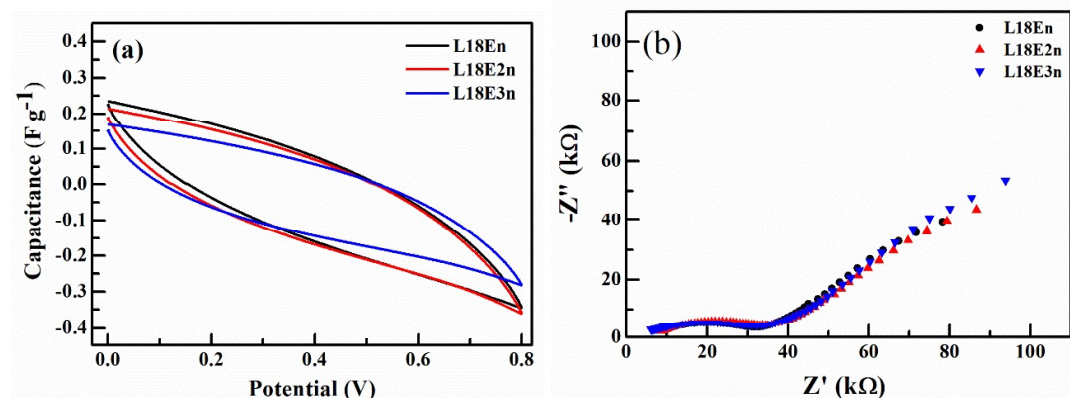 (a)
L18En
L18E2n
L18E3n
0.4
0.3
0.2
0.1
0.0
-0.1
-0.2
-0.3
-0.4
Capacitance (F g-1)
0.0 0.2 0.4 0.6 0.8
Potential (V)
(b)
L18En
L18E2n
L18E3n
100
80
60
40
20
0
-Z" (kΩ)
0 20 40 60 80 100
Z' (kΩ)